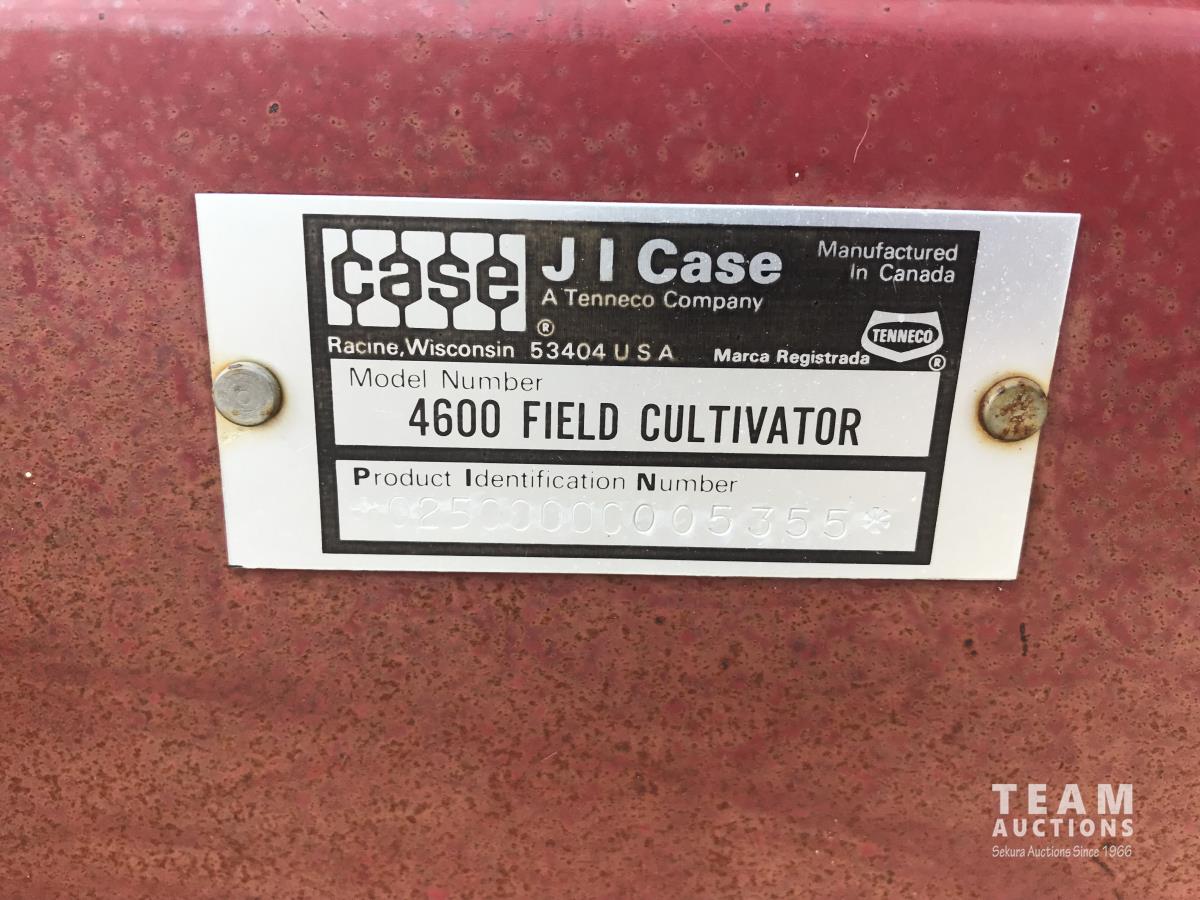 case ®
J I Case
A Tenneco Company
Manufactured
In Canada
Racine, Wisconsin 53404 U S A
Marca Registrada
TENNECO ®
Model Number
4600 FIELD CULTIVATOR
Product Identification Number
TEAM
AUCTIONS
Sekura Auctions Since 1966